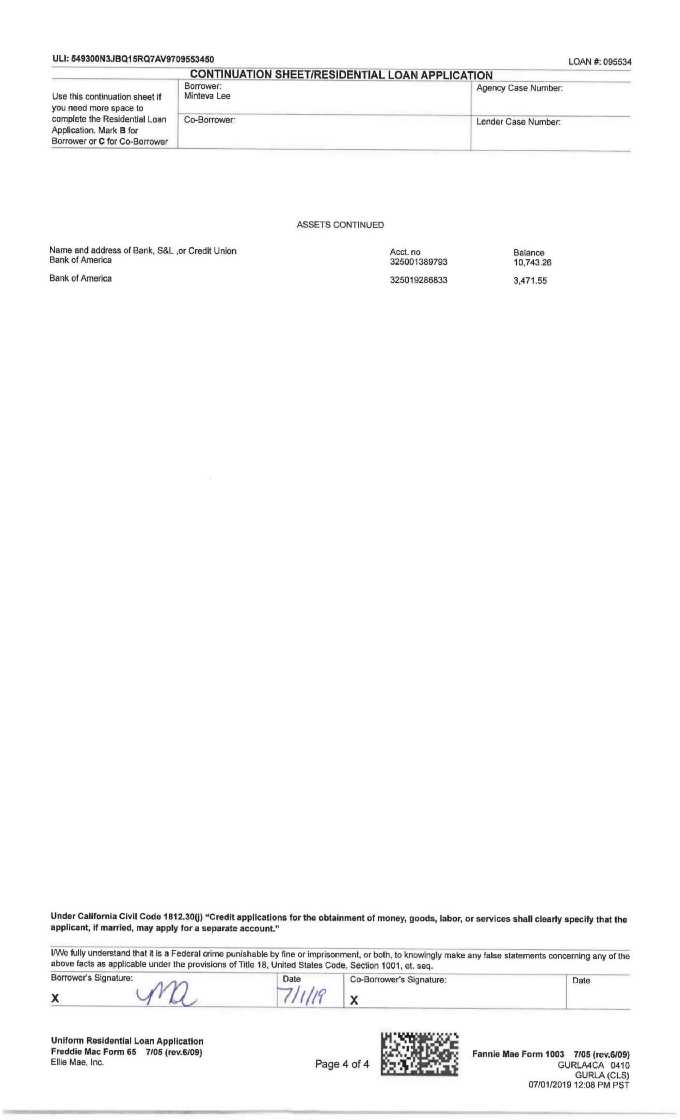 ULI: 549300N3JBQ15RQ7AV9709553450
LOAN #: 095534
CONTINUATION SHEET/RESIDENTIAL LOAN APPLICATION
Use this continuation sheet if
you need more space to
complete the Residential Loan
Application. Mark B for
Borrower or C for Co-Borrower
Borrower:
Minteva Lee
Agency Case Number:
Co-Borrower:
Lender Case Number:
ASSETS CONTINUED
Name and address of Bank, S&L ,or Credit Union Acct. no Balance
Bank of America 325001389793 10,743.26
Bank of America 325019286833 3,471.55
Under California Civil Code 1812.30(j) “Credit applications for the obtainment of money, goods, labor, or services shall clearly specify that the
applicant, if married, may apply for a separate account.”
I/We fully understand that it is a Federal crime punishable by fine or imprisonment, or both, to knowingly make any false statements concerning any of the
above facts as applicable under the provisions of Title 18, United States Code, Section 1001, et. seq.
Borrower's Signature: Date Co-Borrower's Signature: Date
X 7/1/19 X
Uniform Residential Loan Application
Freddie Mac Form 65 7/05 (rev.6/09)
Ellie Mae, Inc.
Page 4 of 4
Fannie Mae Form 1003 7/05 (rev.6/09)
GURLA4CA 0410
GURLA (CLS)
07/01/2019 12:08 PM PST